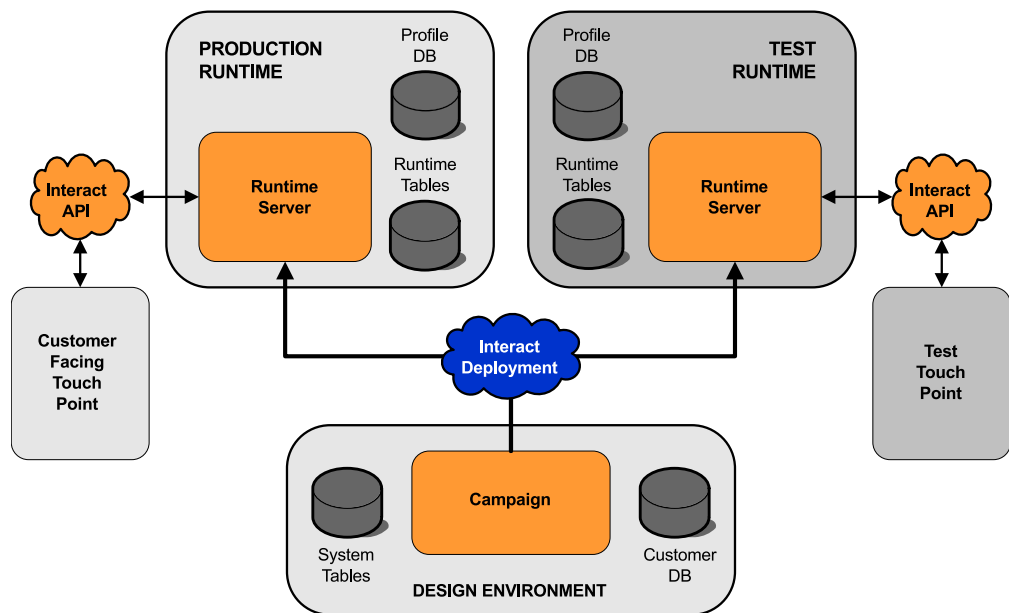 PRODUCTION
RUNTIME
Profile
DB
Runtime
Tables
Runtime
Server
Profile
DB
TEST
RUNTIME
Runtime
Tables
Runtime
Server
Interact
API
Interact
API
Customer
Facing
Touch
Point
Interact
Deployment
Test
Touch
Point
Campaign
System
Tables
Customer
DB
DESIGN ENVIRONMENT